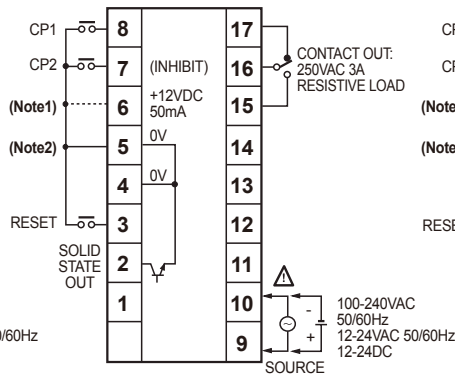 CP1
8
17
CP
CP2
7
(INHIBIT)
16
CONTACT OUT:
250VAC 3A
RESISTIVE LOAD
CP
(Note1)
6
+12VDC
50mA
15
(Note
(Note2)
5
0V
14
(Note
4
0V
13
RESET
3
12
RESE
SOLID
STATE
OUT
2
11
1
10
-
+
100-240VAC
50/60Hz
12-24VAC 50/60Hz
12-24DC
0/60Hz
9
SOURCE